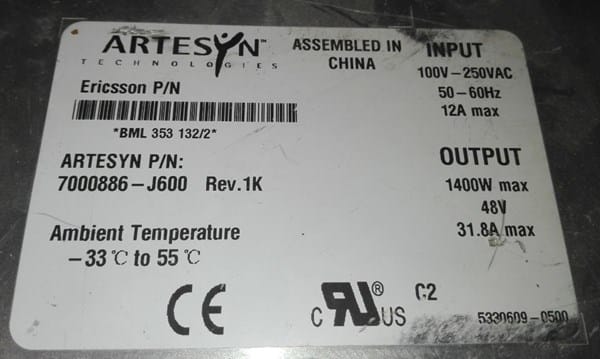 ARTESYN™
TECHNOLOGIES
ASSEMBLED IN
CHINA
INPUT
100V-250VAC
50-60Hz
12A max
Ericsson P/N
*BML 353 132/2*
ARTESYN P/N:
7000886-J600 Rev.1K
OUTPUT
1400W max
48V
31.8A max
Ambient Temperature
-33℃ to 55℃
CE
C RU® US
C2
5330609-0500